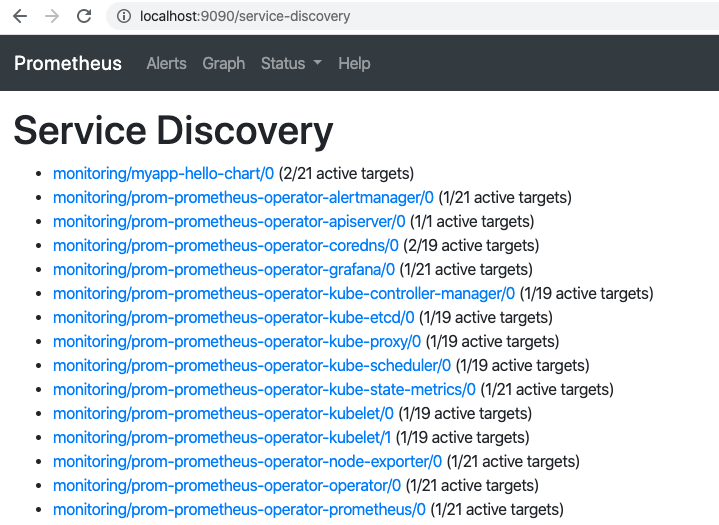 localhost:9090/service-discovery
Prometheus Alerts Graph Status Help
Service Discovery
monitoring/myapp-hello-chart/0 (2/21 active targets)
monitoring/prom-prometheus-operator-alertmanager/0 (1/21 active targets)
monitoring/prom-prometheus-operator-apiserver/0 (1/1 active targets)
monitoring/prom-prometheus-operator-coredns/0 (2/19 active targets)
monitoring/prom-prometheus-operator-grafana/0 (1/21 active targets)
monitoring/prom-prometheus-operator-kube-controller-manager/0 (1/19 active targets)
monitoring/prom-prometheus-operator-kube-etcd/0 (1/19 active targets)
monitoring/prom-prometheus-operator-kube-proxy/0 (1/19 active targets)
monitoring/prom-prometheus-operator-kube-scheduler/0 (1/19 active targets)
monitoring/prom-prometheus-operator-kube-state-metrics/0 (1/21 active targets)
monitoring/prom-prometheus-operator-kubelet/0 (1/19 active targets)
monitoring/prom-prometheus-operator-kubelet/1 (1/19 active targets)
monitoring/prom-prometheus-operator-node-exporter/0 (1/21 active targets)
monitoring/prom-prometheus-operator-operator/0 (1/21 active targets)
monitoring/prom-prometheus-operator-prometheus/0 (1/21 active targets)